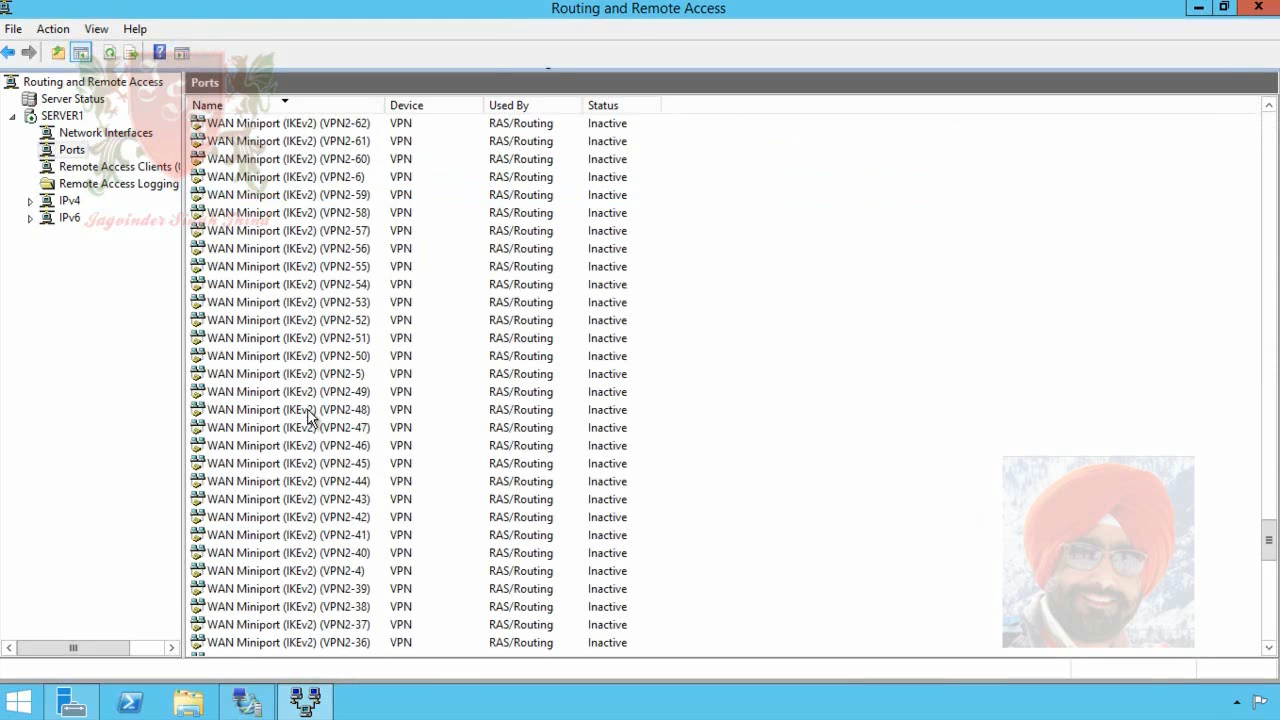 Routing and Remote Access
File Action View Help
Routing and Remote Access
Server Status
SERVER1
Network Interfaces
Ports
Remote Access Clients (
Remote Access Logging
IPv4
IPv6
Jagvinder Singh Thind
Ports
Name Device Used By Status
WAN Miniport (IKEv2) (VPN2-62) VPN RAS/Routing Inactive
WAN Miniport (IKEv2) (VPN2-61) VPN RAS/Routing Inactive
WAN Miniport (IKEv2) (VPN2-60) VPN RAS/Routing Inactive
WAN Miniport (IKEv2) (VPN2-6) VPN RAS/Routing Inactive
WAN Miniport (IKEv2) (VPN2-59) VPN RAS/Routing Inactive
WAN Miniport (IKEv2) (VPN2-58) VPN RAS/Routing Inactive
WAN Miniport (IKEv2) (VPN2-57) VPN RAS/Routing Inactive
WAN Miniport (IKEv2) (VPN2-56) VPN RAS/Routing Inactive
WAN Miniport (IKEv2) (VPN2-55) VPN RAS/Routing Inactive
WAN Miniport (IKEv2) (VPN2-54) VPN RAS/Routing Inactive
WAN Miniport (IKEv2) (VPN2-53) VPN RAS/Routing Inactive
WAN Miniport (IKEv2) (VPN2-52) VPN RAS/Routing Inactive
WAN Miniport (IKEv2) (VPN2-51) VPN RAS/Routing Inactive
WAN Miniport (IKEv2) (VPN2-50) VPN RAS/Routing Inactive
WAN Miniport (IKEv2) (VPN2-5) VPN RAS/Routing Inactive
WAN Miniport (IKEv2) (VPN2-49) VPN RAS/Routing Inactive
WAN Miniport (IKEv2) (VPN2-48) VPN RAS/Routing Inactive
WAN Miniport (IKEv2) (VPN2-47) VPN RAS/Routing Inactive
WAN Miniport (IKEv2) (VPN2-46) VPN RAS/Routing Inactive
WAN Miniport (IKEv2) (VPN2-45) VPN RAS/Routing Inactive
WAN Miniport (IKEv2) (VPN2-44) VPN RAS/Routing Inactive
WAN Miniport (IKEv2) (VPN2-43) VPN RAS/Routing Inactive
WAN Miniport (IKEv2) (VPN2-42) VPN RAS/Routing Inactive
WAN Miniport (IKEv2) (VPN2-41) VPN RAS/Routing Inactive
WAN Miniport (IKEv2) (VPN2-40) VPN RAS/Routing Inactive
WAN Miniport (IKEv2) (VPN2-4) VPN RAS/Routing Inactive
WAN Miniport (IKEv2) (VPN2-39) VPN RAS/Routing Inactive
WAN Miniport (IKEv2) (VPN2-38) VPN RAS/Routing Inactive
WAN Miniport (IKEv2) (VPN2-37) VPN RAS/Routing Inactive
WAN Miniport (IKEv2) (VPN2-36) VPN RAS/Routing Inactive